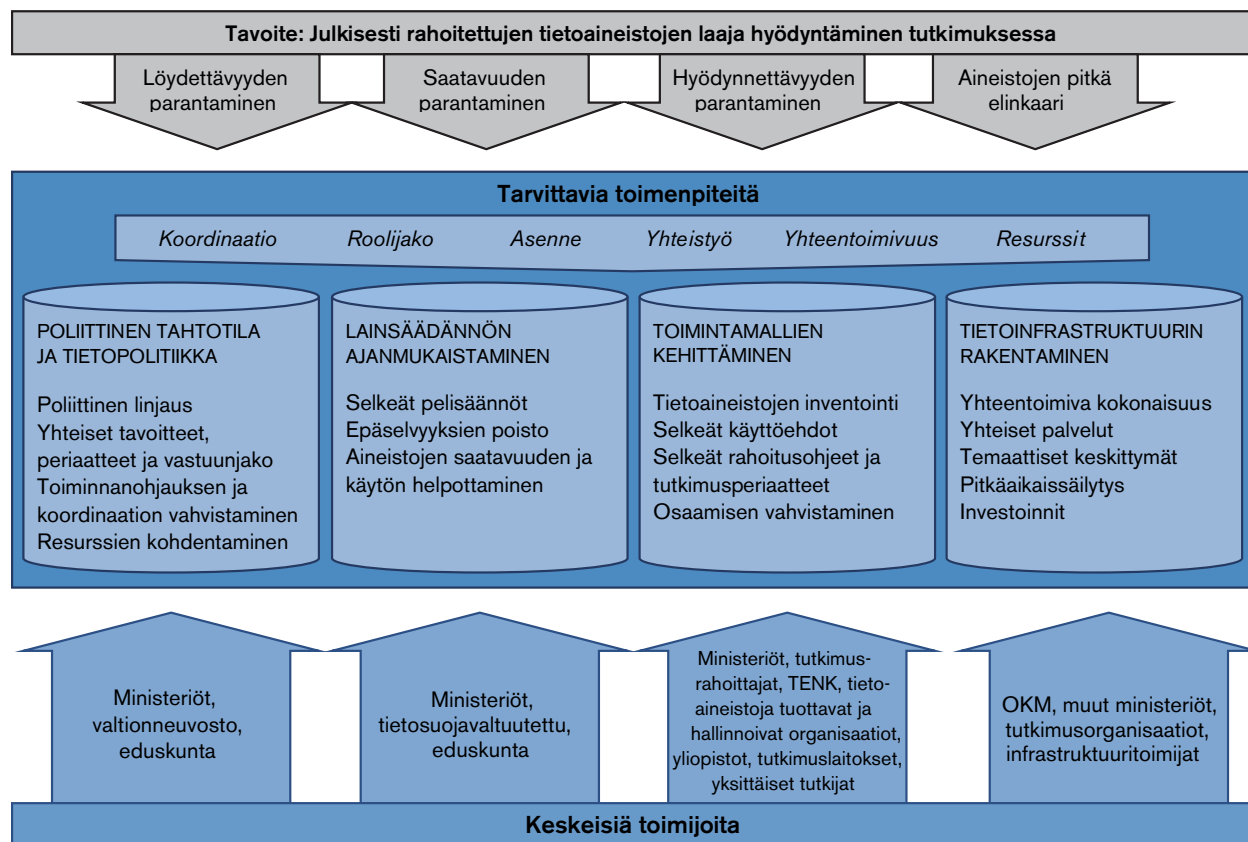 Tavoite: Julkisesti rahoitettujen tietoaineistojen laaja hyödyntäminen tutkimuksessa
Löydettävyyden
parantaminen
Saatavuuden
parantaminen
Hyödynnettävyyden
parantaminen
Aineistojen pitkä
elinkaari
Tarvittavia toimenpiteitä
Koordinaatio Roolijako Asenne Yhteistyö Yhteentoimivuus Resurssit
POLIITTINEN TAHTOTILA
JA TIETOPOLITIIKKA
Poliittinen linjaus
Yhteiset tavoitteet,
periaatteet ja vastuunjako
Toiminnanohjauksen ja
koordinaation vahvistaminen
Resurssien kohdentaminen
LAINSÄÄDÄNNÖN
AJANMUKAISTAMINEN
Selkeät pelisäännöt
Epäselvyyksien poisto
Aineistojen saatavuuden ja
käytön helpottaminen
TOIMINTAMALLIEN
KEHITTÄMINEN
Tietoaineistojen inventointi
Selkeät käyttöehdot
Selkeät rahoitusohjeet ja
tutkimusperiaatteet
Osaamisen vahvistaminen
TIETOINFRASTRUKTUURIN
RAKENTAMINEN
Yhteentoimiva kokonaisuus
Yhteiset palvelut
Temaattiset keskittymät
Pitkäaikaissäilytys
Investoinnit
Ministeriöt,
valtionneuvosto,
eduskunta
Ministeriöt,
tietosuojavaltuutettu,
eduskunta
Ministeriöt, tutkimus-
rahoittajat, TENK, tieto-
aineistoja tuottavat ja
hallinnoivat organisaatiot,
yliopistot, tutkimuslaitokset,
yksittäiset tutkijat
OKM, muut ministeriöt,
tutkimusorganisaatiot,
infrastruktuuritoimijat
Keskeisiä toimijoita